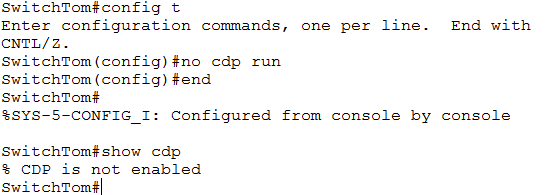 SwitchTom#config t
Enter configuration commands, one per line.  End with
CNTL/Z.
SwitchTom(config)#no cdp run
SwitchTom(config)#end
SwitchTom#
%SYS-5-CONFIG_I: Configured from console by console

SwitchTom#show cdp
% CDP is not enabled
SwitchTom#